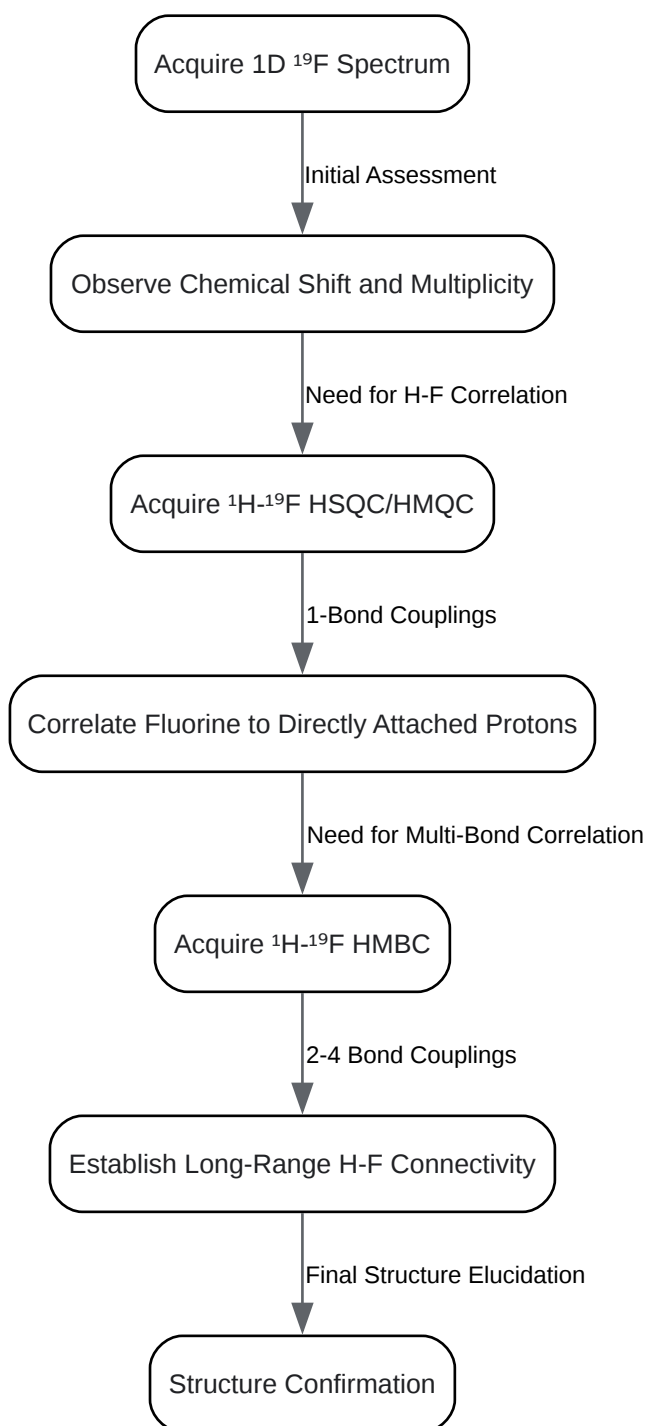 Acquire 1D ¹⁹F Spectrum
Initial Assessment
Observe Chemical Shift and Multiplicity
Need for H-F Correlation
Acquire ¹H-¹⁹F HSQC/HMQC
1-Bond Couplings
Correlate Fluorine to Directly Attached Protons
Need for Multi-Bond Correlation
Acquire ¹H-¹⁹F HMBC
2-4 Bond Couplings
Establish Long-Range H-F Connectivity
Final Structure Elucidation
Structure Confirmation